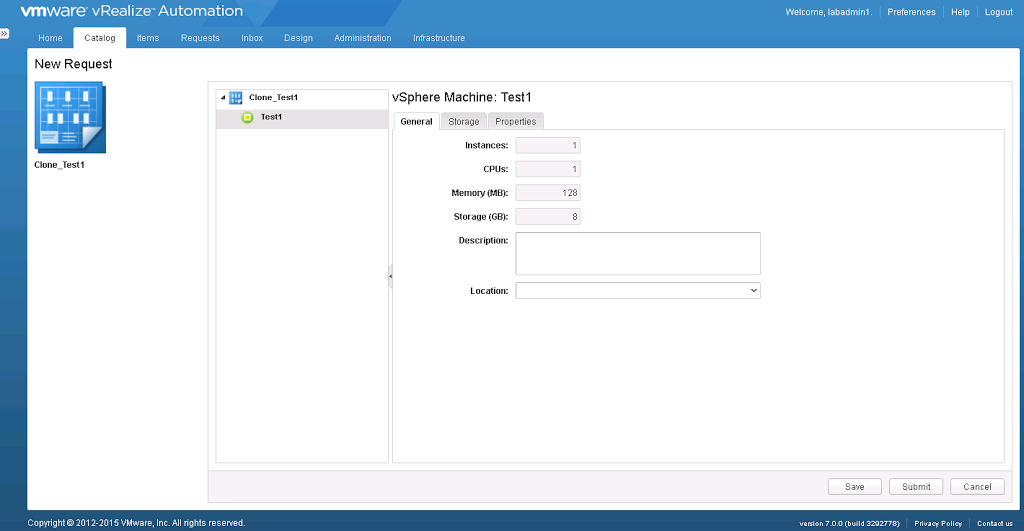 vmware® vRealize™ Automation
Welcome, labadmin1. Preferences Help Logout
Home Catalog Items Requests Inbox Design Administration Infrastructure
New Request
Clone_Test1
Clone_Test1
Test1
vSphere Machine: Test1
General Storage Properties
Instances: 1
CPUs: 1
Memory (MB): 128
Storage (GB): 8
Description:
Location:
Save Submit Cancel
Copyright © 2012-2015 VMware, Inc. All rights reserved.
version 7.0.0 (build 3292778) Privacy Policy Contact us